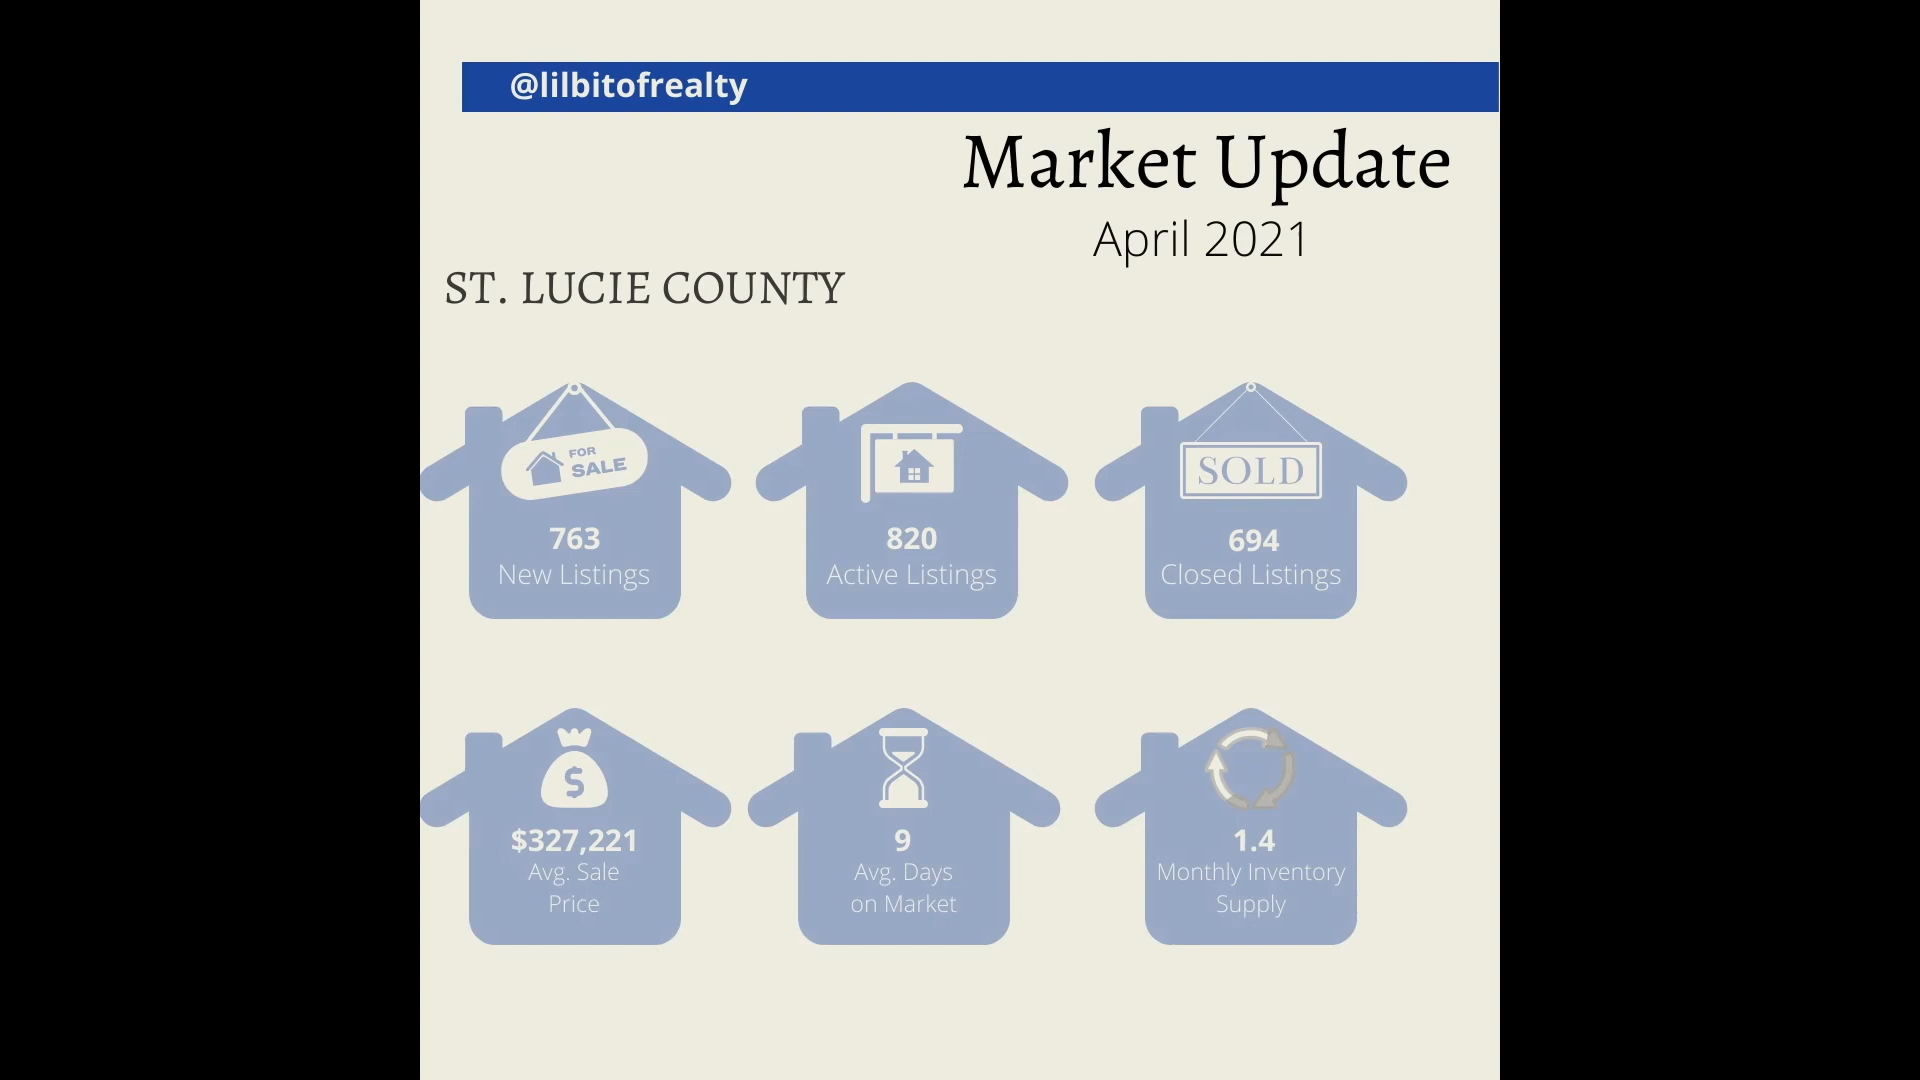 @lilbitofrealty
Market Update
April 2021
ST. LUCIE COUNTY
FOR
SALE
763
New Listings
820
Active Listings
SOLD
694
Closed Listings
$
$327,221
Avg. Sale
Price
9
Avg. Days
on Market
1.4
Monthly Inventory
Supply